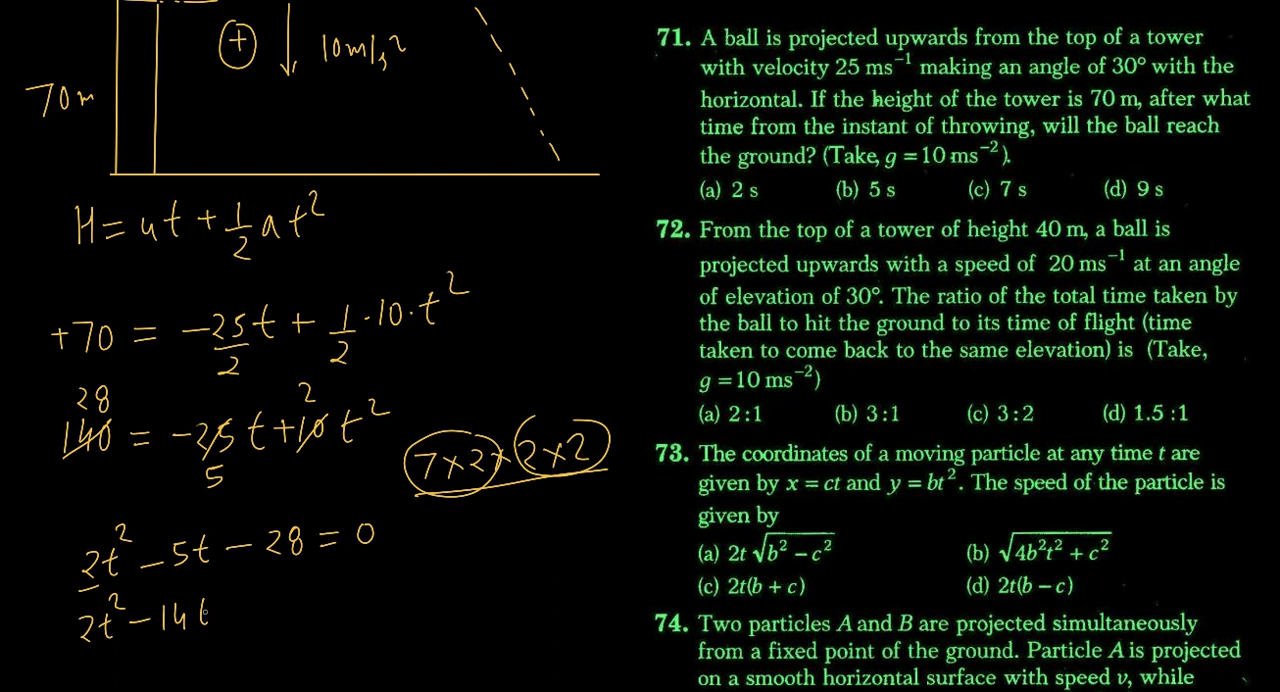 ⊕ ↓ 10m/s²
70m
H = ut + 1/2 at²
+70 = -25/2 t + 1/2 · 10 · t²
28 2
140 = -25 t + 10 t²
5
7×2×2×2
2t² - 5t - 28 = 0
2t² - 14t
71. A ball is projected upwards from the top of a tower
with velocity 25 ms⁻¹ making an angle of 30° with the
horizontal. If the height of the tower is 70 m, after what
time from the instant of throwing, will the ball reach
the ground? (Take, g = 10 ms⁻²).
(a) 2 s (b) 5 s (c) 7 s (d) 9 s
72. From the top of a tower of height 40 m, a ball is
projected upwards with a speed of 20 ms⁻¹ at an angle
of elevation of 30°. The ratio of the total time taken by
the ball to hit the ground to its time of flight (time
taken to come back to the same elevation) is (Take,
g = 10 ms⁻²)
(a) 2:1 (b) 3:1 (c) 3:2 (d) 1.5:1
73. The coordinates of a moving particle at any time t are
given by x = ct and y = bt². The speed of the particle is
given by
(a) 2t √(b² − c²) (b) √(4b²t² + c²)
(c) 2t(b + c) (d) 2t(b − c)
74. Two particles A and B are projected simultaneously
from a fixed point of the ground. Particle A is projected
on a smooth horizontal surface with speed v, while